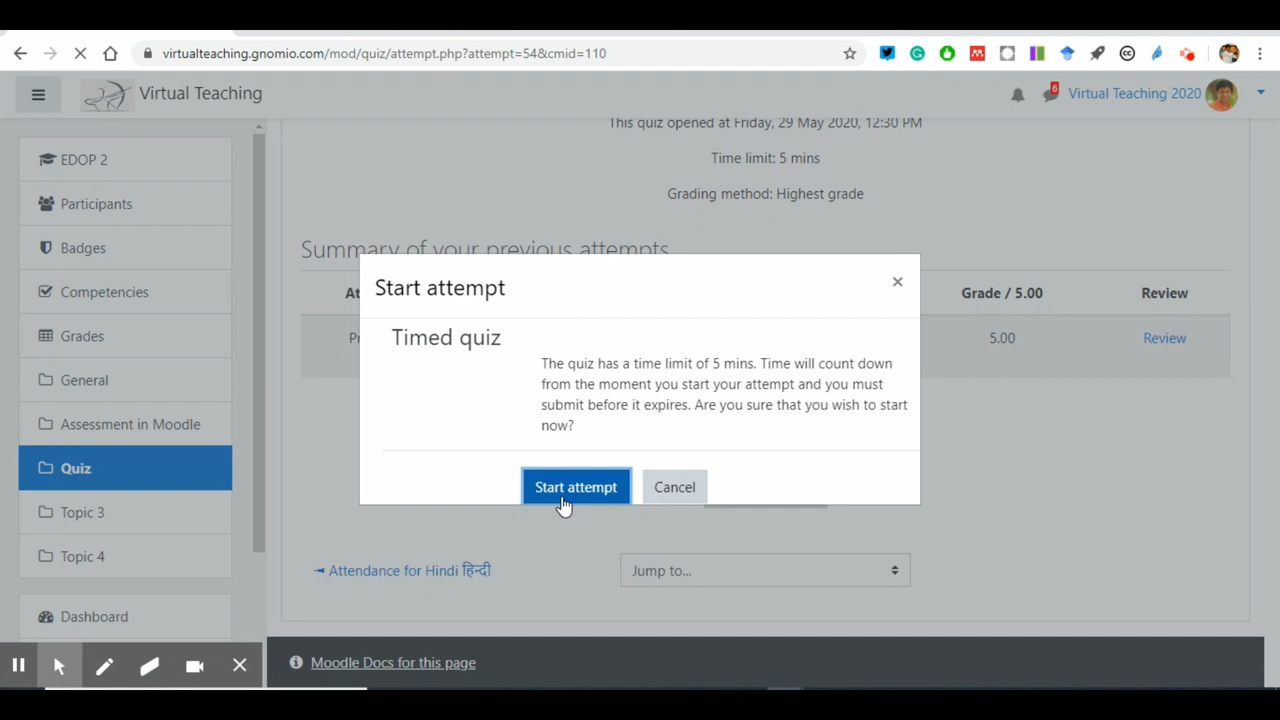 virtualteaching.gnomio.com/mod/quiz/attempt.php?attempt=54&cmid=110
Virtual Teaching
6
Virtual Teaching 2020
This quiz opened at Friday, 29 May 2020, 12:30 PM
EDOP 2
Time limit: 5 mins
Participants
Grading method: Highest grade
Badges
Summary of your previous attempts
Start attempt
Competencies
Grade / 5.00
Review
Timed quiz
Grades
5.00
Review
The quiz has a time limit of 5 mins. Time will count down
from the moment you start your attempt and you must
submit before it expires. Are you sure that you wish to start
now?
General
Assessment in Moodle
Quiz
Start attempt
Cancel
Topic 3
Topic 4
◄ Attendance for Hindi हिन्दी
Jump to...
Dashboard
Moodle Docs for this page